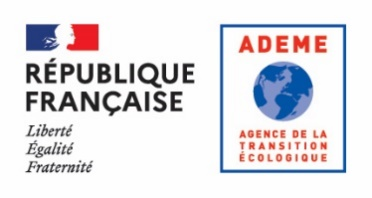 RÉPUBLIQUE
FRANÇAISE
Liberté
Égalité
Fraternité
ADEME
AGENCE DE LA
TRANSITION
ÉCOLOGIQUE